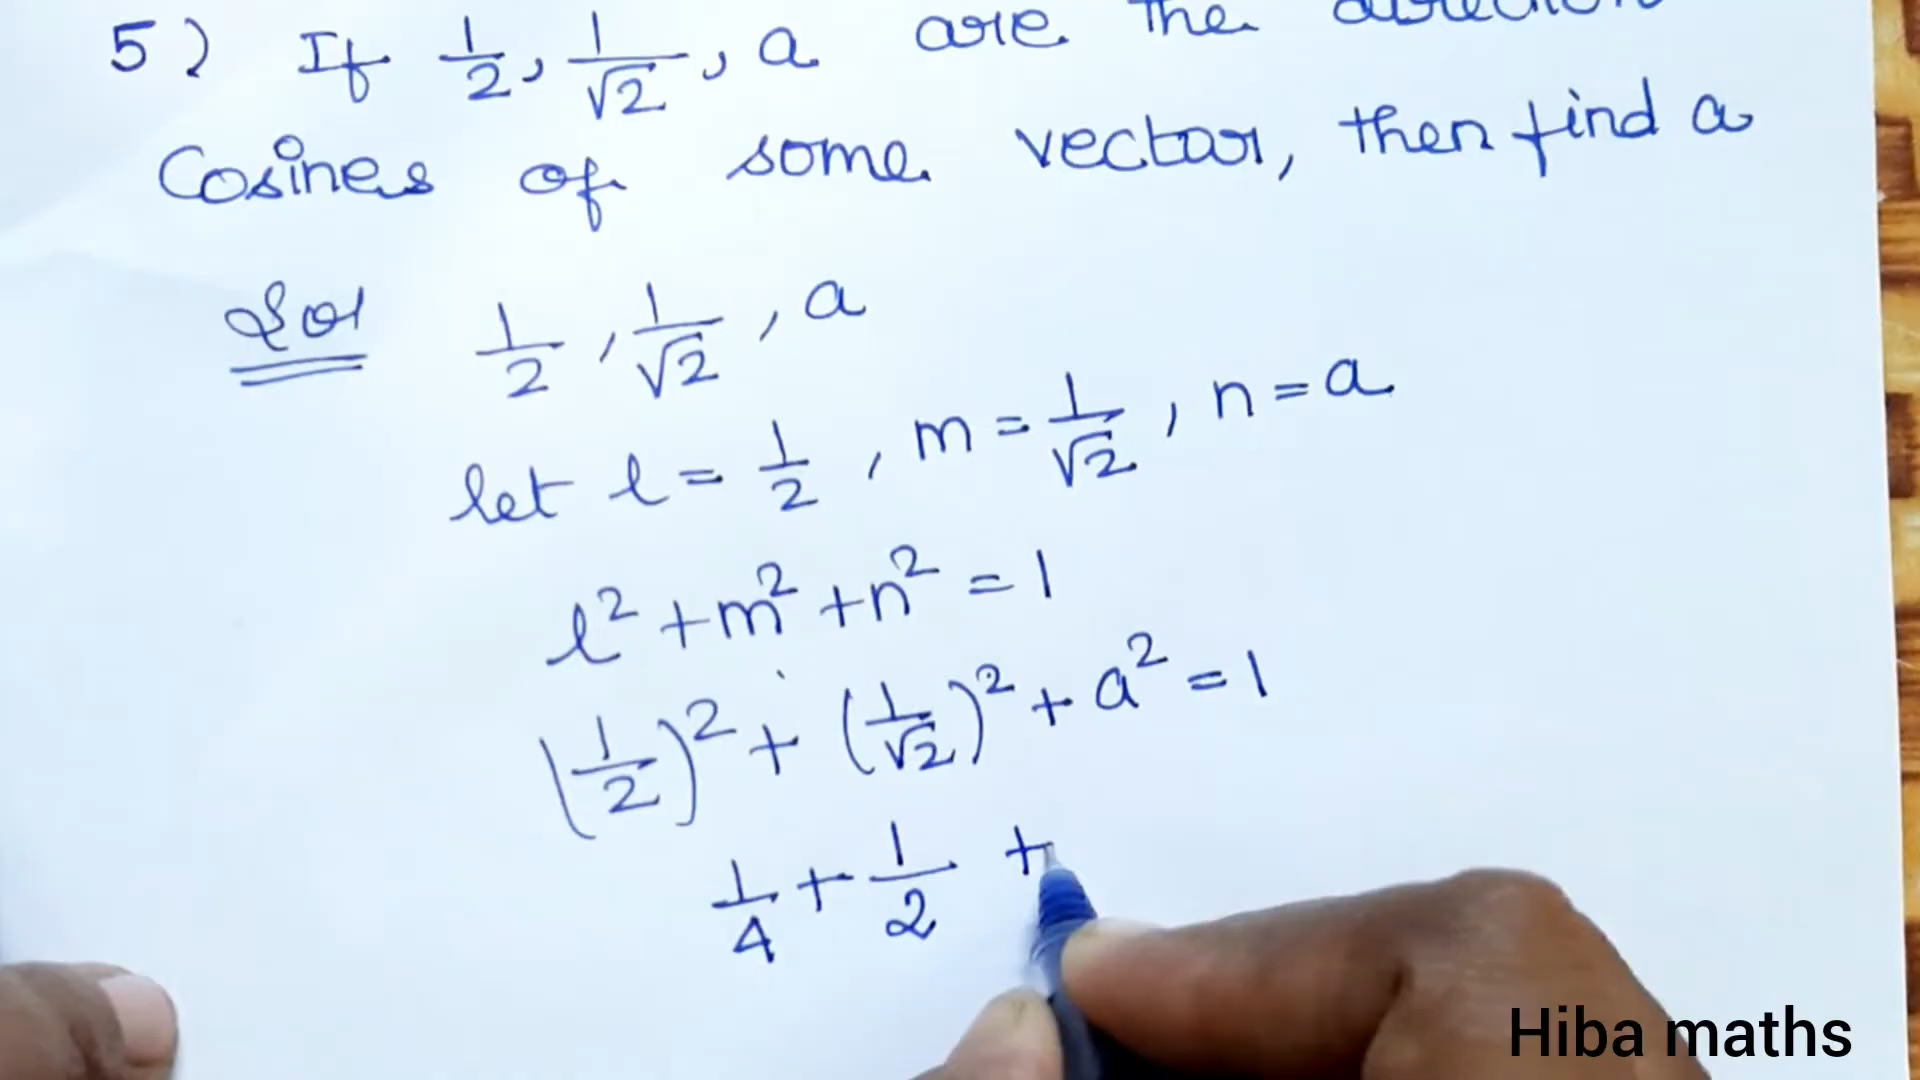 5) If 1/2, 1/√2, a are the direction
Cosines of some vector, then find a
Sol 1/2, 1/√2, a
let l = 1/2, m = 1/√2, n = a
l² + m² + n² = 1
(1/2)² + (1/√2)² + a² = 1
1/4 + 1/2 +
Hiba maths